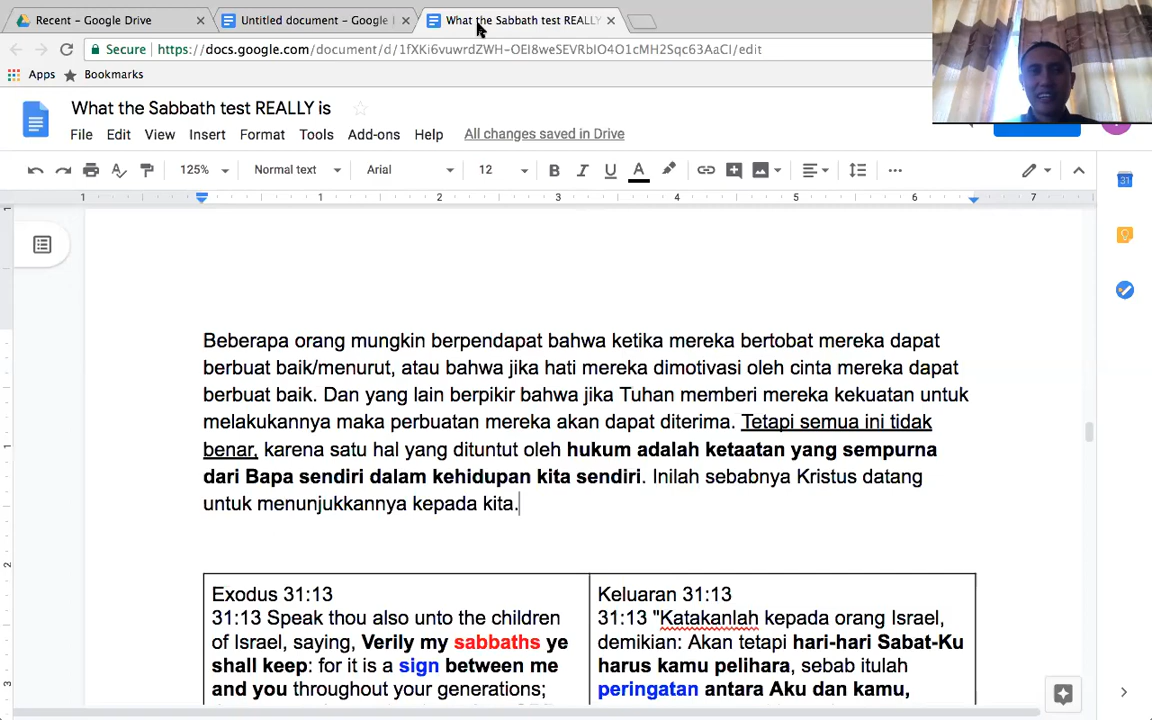 Recent – Google Drive
Untitled document – Google
What the Sabbath test REALLY
Secure
https://docs.google.com/document/d/1fXKi6vuwrdZWH-OEI8weSEVRbIO4O1cMH2Sqc63AaCI/edit
Apps
Bookmarks
What the Sabbath test REALLY is
File Edit View Insert Format Tools Add-ons Help All changes saved in Drive
125% Normal text Arial 12 B I U A
1 1 2 3 4 5 6 7
31
Beberapa orang mungkin berpendapat bahwa ketika mereka bertobat mereka dapat
berbuat baik/menurut, atau bahwa jika hati mereka dimotivasi oleh cinta mereka dapat
berbuat baik. Dan yang lain berpikir bahwa jika Tuhan memberi mereka kekuatan untuk
melakukannya maka perbuatan mereka akan dapat diterima. Tetapi semua ini tidak
benar, karena satu hal yang dituntut oleh hukum adalah ketaatan yang sempurna
dari Bapa sendiri dalam kehidupan kita sendiri. Inilah sebabnya Kristus datang
untuk menunjukkannya kepada kita.
Exodus 31:13
31:13 Speak thou also unto the children
of Israel, saying, Verily my sabbaths ye
shall keep: for it is a sign between me
and you throughout your generations;
Keluaran 31:13
31:13 "Katakanlah kepada orang Israel,
demikian: Akan tetapi hari-hari Sabat-Ku
harus kamu pelihara, sebab itulah
peringatan antara Aku dan kamu,